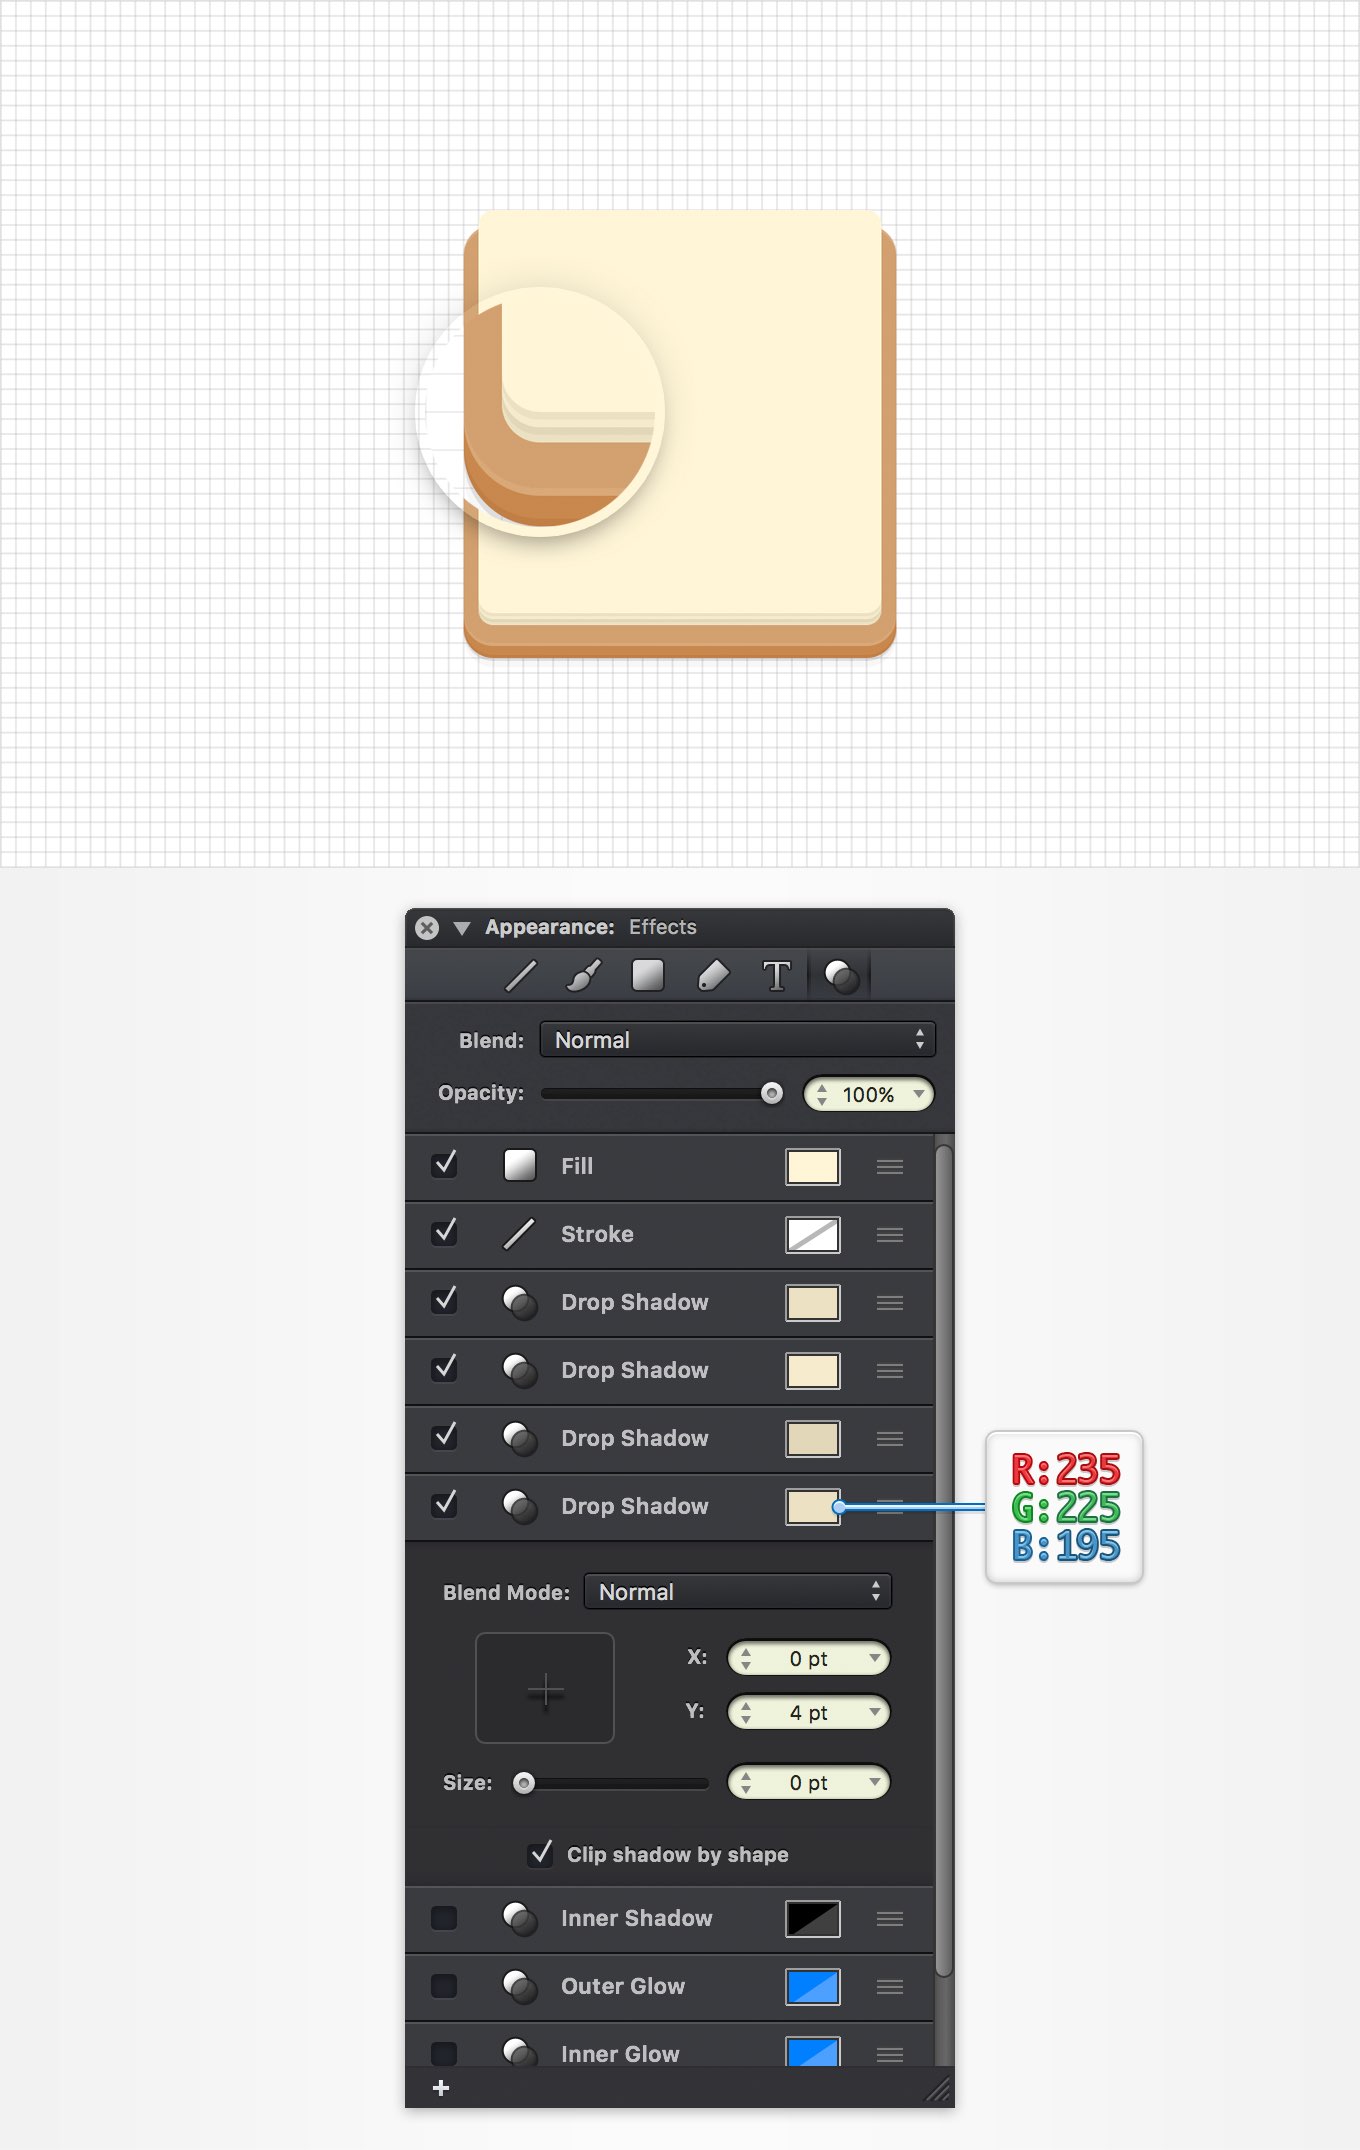 Appearance: Effects
T
Blend: Normal
Opacity: 100%
Fill
Stroke
Drop Shadow
Drop Shadow
Drop Shadow
Drop Shadow
R:235
G:225
B:195
Blend Mode: Normal
X: 0 pt
Y: 4 pt
Size: 0 pt
Clip shadow by shape
Inner Shadow
Outer Glow
Inner Glow